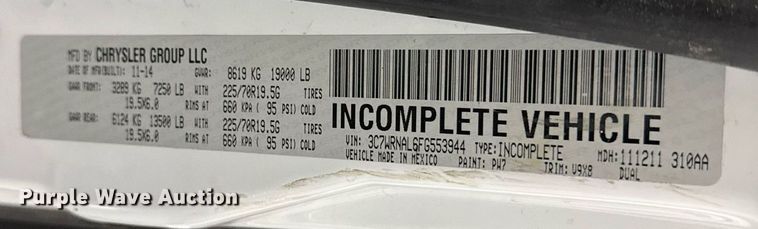 MFD BY CHRYSLER GROUP LLC
DATE OF MFR(BUILT): 11-14 GVWR: 8619 KG 19000 LB
GAWR FRONT: 3289 KG 7250 LB WITH 225/70R19.5G TIRES
19.5X6.0 RIMS AT 660 KPA ( 95 PSI) COLD
GAWR REAR: 6124 KG 13500 LB WITH 225/70R19.5G TIRES
19.5X6.0 RIMS AT 660 KPA ( 95 PSI) COLD
INCOMPLETE VEHICLE
VIN: 3C7WRNAL6FG553944 TYPE: INCOMPLETE MDH: 111211 310AA
VEHICLE MADE IN MEXICO PAINT: PW7 TRIM: V9X8 DUAL
Purple Wave Auction